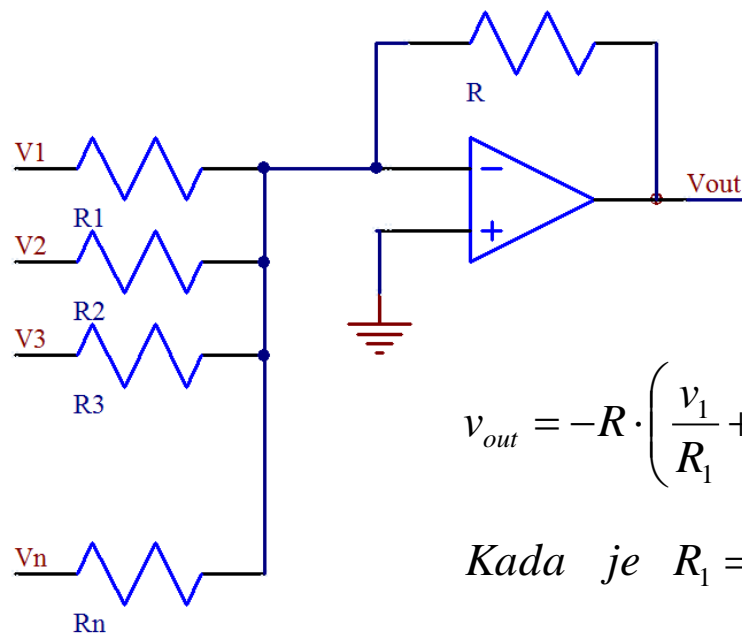 R
V1
Vout
R1
V2
R2
V3
R3
v_out = -R · ( v_1 / R_1 +
Kada je R_1 =
Vn
Rn